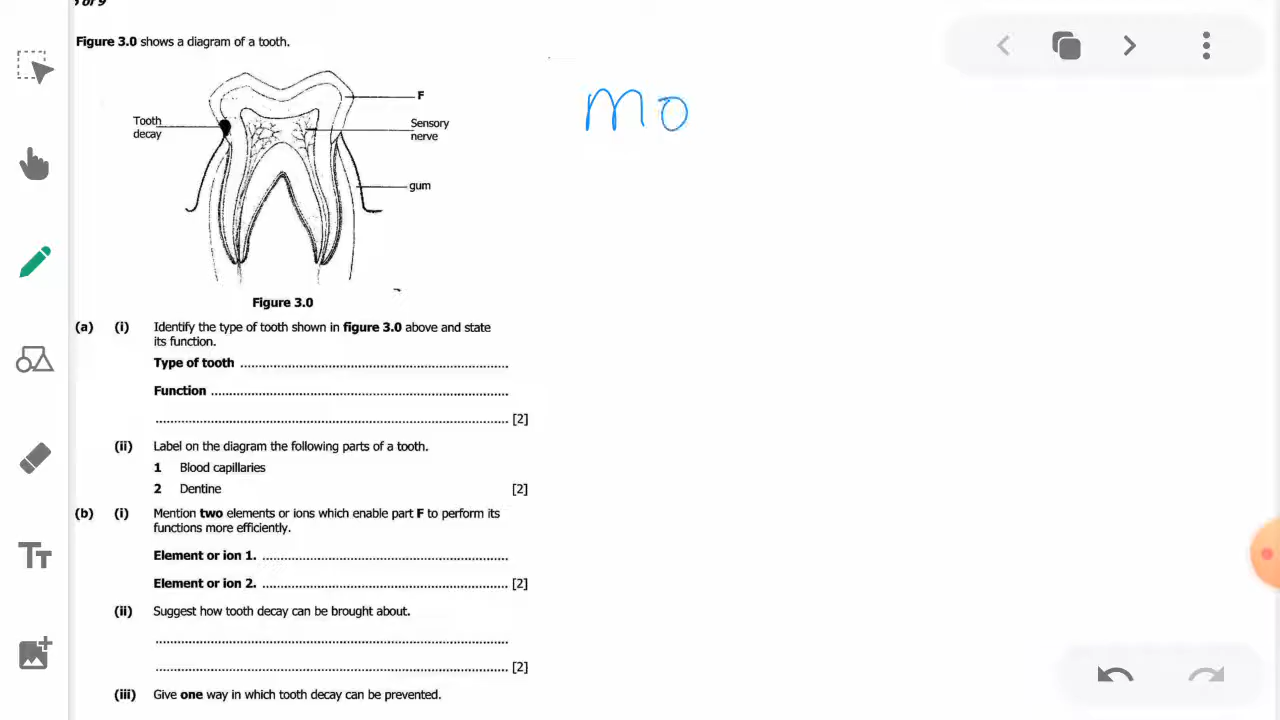 of 9
Figure 3.0 shows a diagram of a tooth.
mo
F
Tooth
decay
Sensory
nerve
gum
Figure 3.0
(a) (i) Identify the type of tooth shown in figure 3.0 above and state
its function.
Type of tooth ................................................................
Function ................................................................
................................................................ [2]
(ii) Label on the diagram the following parts of a tooth.
1 Blood capillaries
2 Dentine [2]
(b) (i) Mention two elements or ions which enable part F to perform its
functions more efficiently.
Element or ion 1. ................................................................
Element or ion 2. ................................................................ [2]
(ii) Suggest how tooth decay can be brought about.
................................................................
................................................................ [2]
(iii) Give one way in which tooth decay can be prevented.
TT